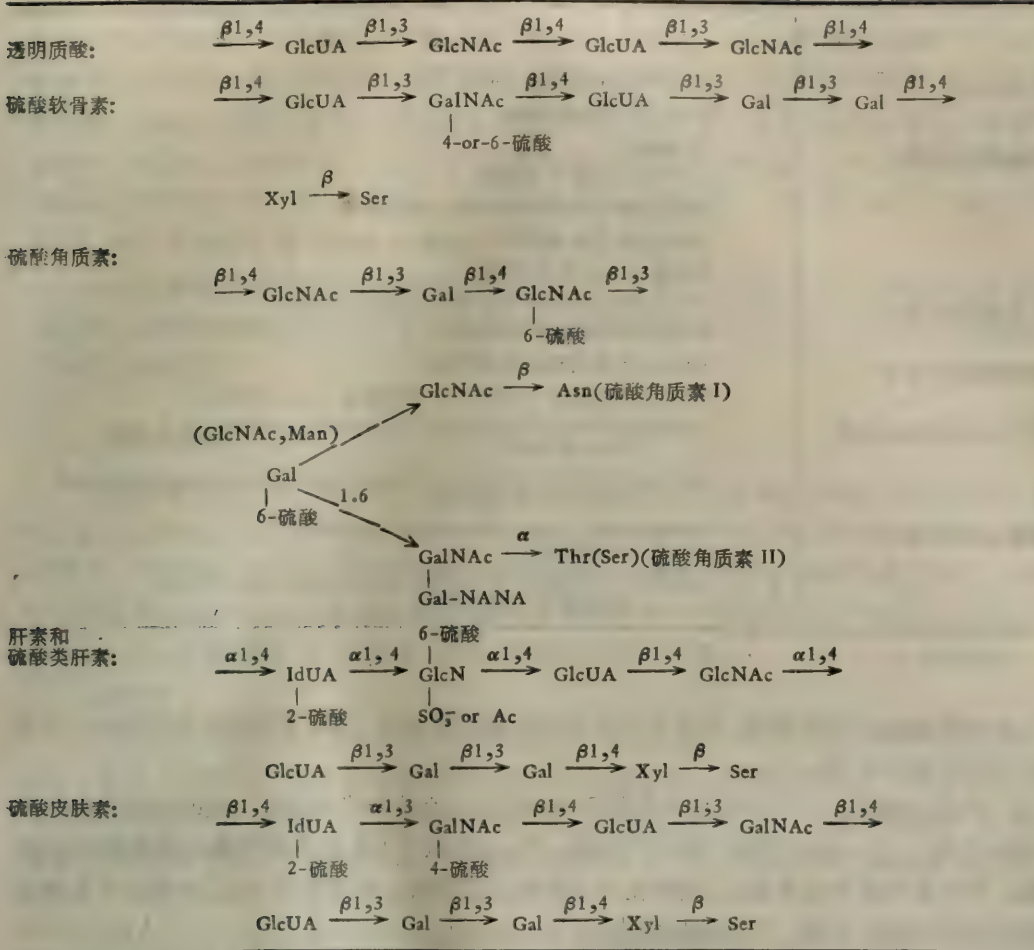 β1,4 β1,3 β1,4 β1,3 β1,4
透明质酸: → GlcUA → GlcNAc → GlcUA → GlcNAc →
β1,4 β1,3 β1,4 β1,3 β1,3 β1,4
硫酸软骨素: → GlcUA → GalNAc → GlcUA → Gal → Gal →
4-or-6-硫酸
β
Xyl → Ser
硫酸角质素:
β1,4 β1,3 β1,4 β1,3
→ GlcNAc → Gal → GlcNAc →
6-硫酸
β
GlcNAc → Asn(硫酸角质素 I)
(GlcNAc,Man)
Gal
1.6
6-硫酸
α
GalNAc → Thr(Ser)(硫酸角质素 II)
Gal-NANA
肝素和 6-硫酸
硫酸类肝素: α1,4 α1,4 α1,4 β1,4 α1,4
→ IdUA → GlcN → GlcUA → GlcNAc →
2-硫酸 SO₃⁻ or Ac
β1,3 β1,3 β1,4 β
GlcUA → Gal → Gal → Xyl → Ser
硫酸皮肤素: β1,4 α1,3 β1,4 β1,3 β1,4
→ IdUA → GalNAc → GlcUA → GalNAc →
2-硫酸 4-硫酸
β1,3 β1,3 β1,4 β
GlcUA → Gal → Gal → Xyl → Ser